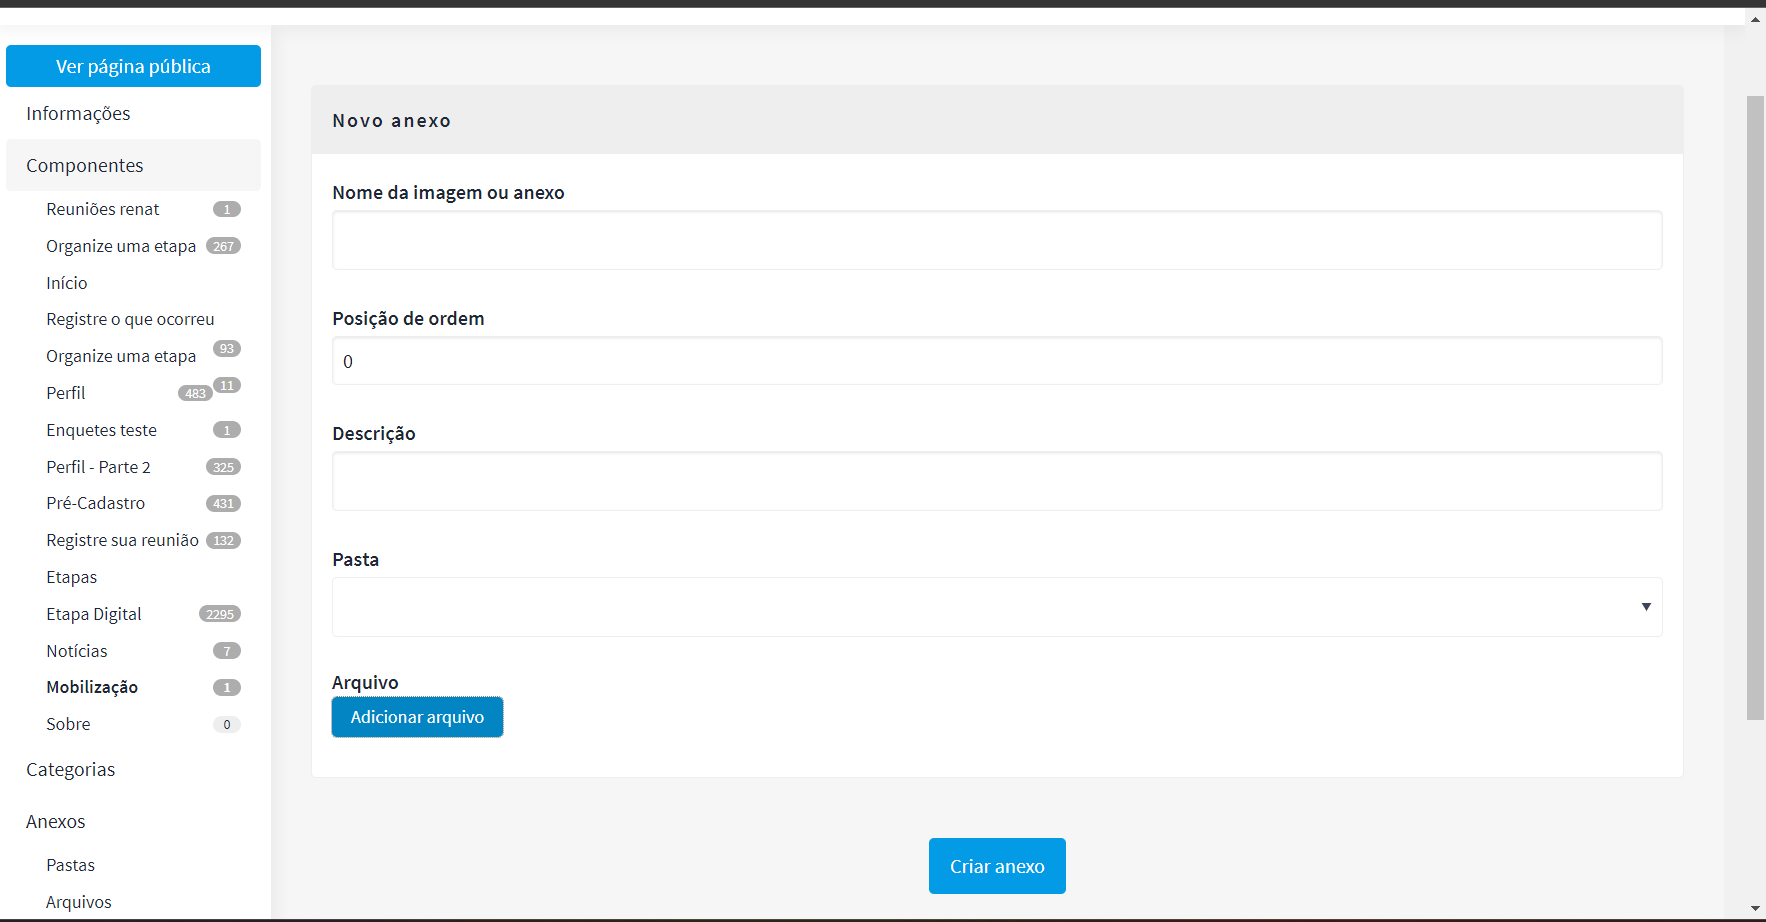 Ver página pública
Informações
Componentes
Reuniões renat 1
Organize uma etapa 267
Início
Registre o que ocorreu
93
Organize uma etapa
11
Perfil 483
Enquetes teste 1
Perfil - Parte 2 325
Pré-Cadastro 431
Registre sua reunião 132
Etapas
Etapa Digital 2295
Notícias 7
Mobilização 1
Sobre 0
Categorias
Anexos
Pastas
Arquivos
Novo anexo
Nome da imagem ou anexo
Posição de ordem
0
Descrição
Pasta
Arquivo
Adicionar arquivo
Criar anexo